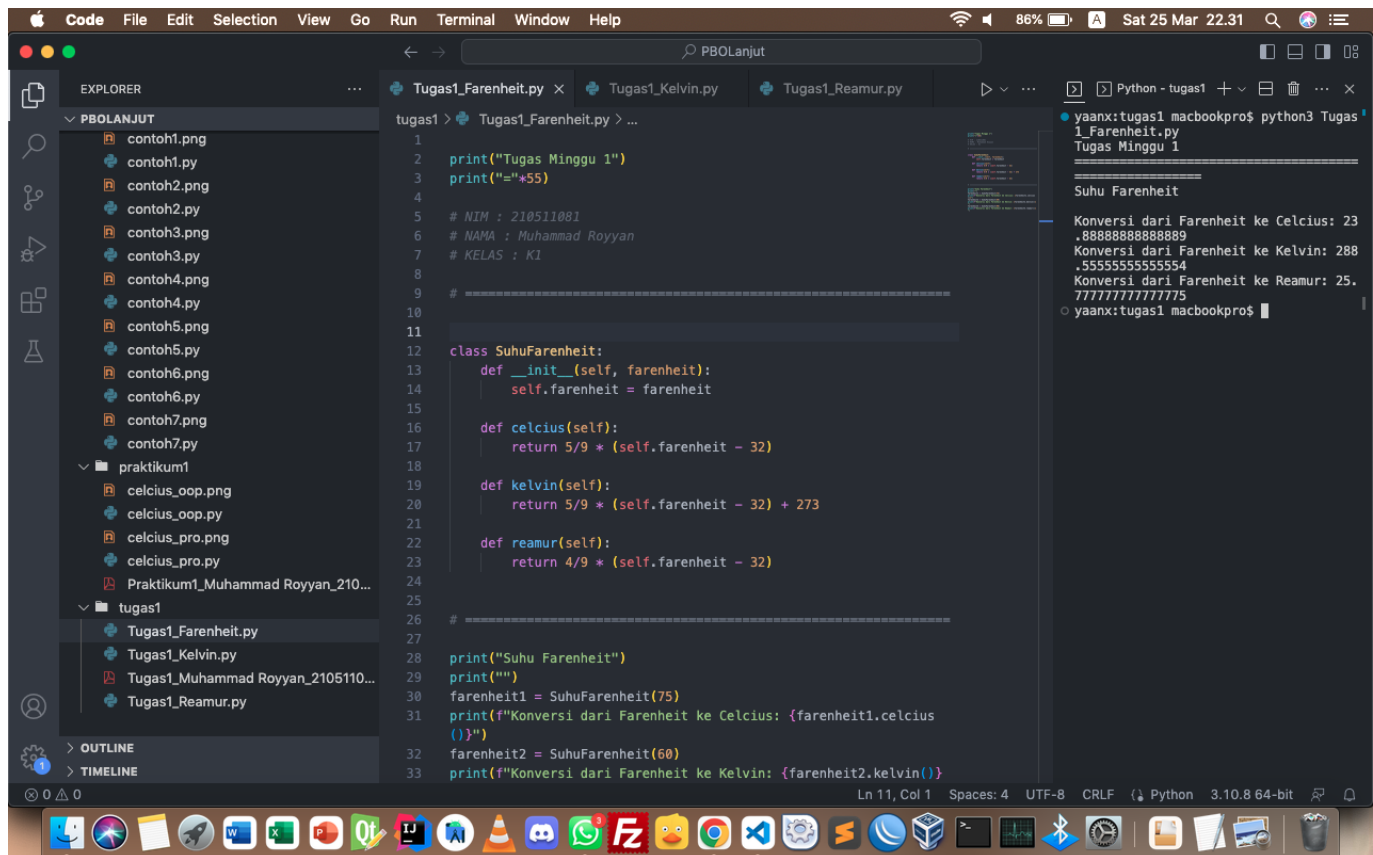 Code File Edit Selection View Go Run Terminal Window Help 86% A Sat 25 Mar 22.31
PBOLanjut
EXPLORER
PBOLANJUT
contoh1.png
contoh1.py
contoh2.png
contoh2.py
contoh3.png
contoh3.py
contoh4.png
contoh4.py
contoh5.png
contoh5.py
contoh6.png
contoh6.py
contoh7.png
contoh7.py
praktikum1
celcius_oop.png
celcius_oop.py
celcius_pro.png
celcius_pro.py
Praktikum1_Muhammad Royyan_210...
tugas1
Tugas1_Farenheit.py
Tugas1_Kelvin.py
Tugas1_Muhammad Royyan_2105110...
Tugas1_Reamur.py
OUTLINE
TIMELINE
Tugas1_Farenheit.py Tugas1_Kelvin.py Tugas1_Reamur.py
tugas1 > Tugas1_Farenheit.py > ...
1
2 print("Tugas Minggu 1")
3 print("="*55)
4
5 # NIM : 210511081
6 # NAMA : Muhammad Royyan
7 # KELAS : K1
8
9 # ===============================================================
10
11
12 class SuhuFarenheit:
13 def __init__(self, farenheit):
14 self.farenheit = farenheit
15
16 def celcius(self):
17 return 5/9 * (self.farenheit - 32)
18
19 def kelvin(self):
20 return 5/9 * (self.farenheit - 32) + 273
21
22 def reamur(self):
23 return 4/9 * (self.farenheit - 32)
24
25
26 # ===============================================================
27
28 print("Suhu Farenheit")
29 print("")
30 farenheit1 = SuhuFarenheit(75)
31 print(f"Konversi dari Farenheit ke Celcius: {farenheit1.celcius
()}")
32 farenheit2 = SuhuFarenheit(60)
33 print(f"Konversi dari Farenheit ke Kelvin: {farenheit2.kelvin()}
Python - tugas1
yaanx:tugas1 macbookpro$ python3 Tugas
1_Farenheit.py
Tugas Minggu 1
======================================
=================
Suhu Farenheit
Konversi dari Farenheit ke Celcius: 23
.88888888888889
Konversi dari Farenheit ke Kelvin: 288
.55555555555554
Konversi dari Farenheit ke Reamur: 25.
777777777777775
yaanx:tugas1 macbookpro$
1
0 0 Ln 11, Col 1 Spaces: 4 UTF-8 CRLF Python 3.10.8 64-bit
W X P Qt IJ 3 Fz S